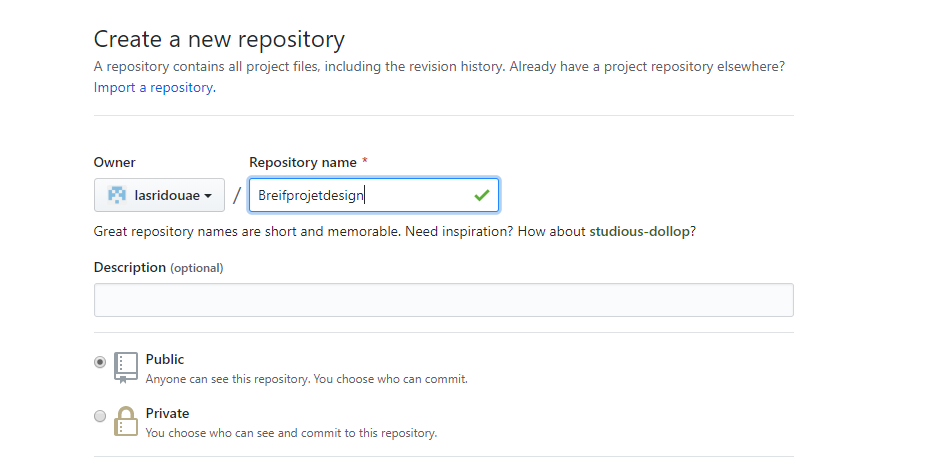 Create a new repository
A repository contains all project files, including the revision history. Already have a project repository elsewhere?
Import a repository.
Owner
Repository name *
lasridouae
/
Breifprojetdesign
Great repository names are short and memorable. Need inspiration? How about studious-dollop?
Description (optional)
Public
Anyone can see this repository. You choose who can commit.
Private
You choose who can see and commit to this repository.